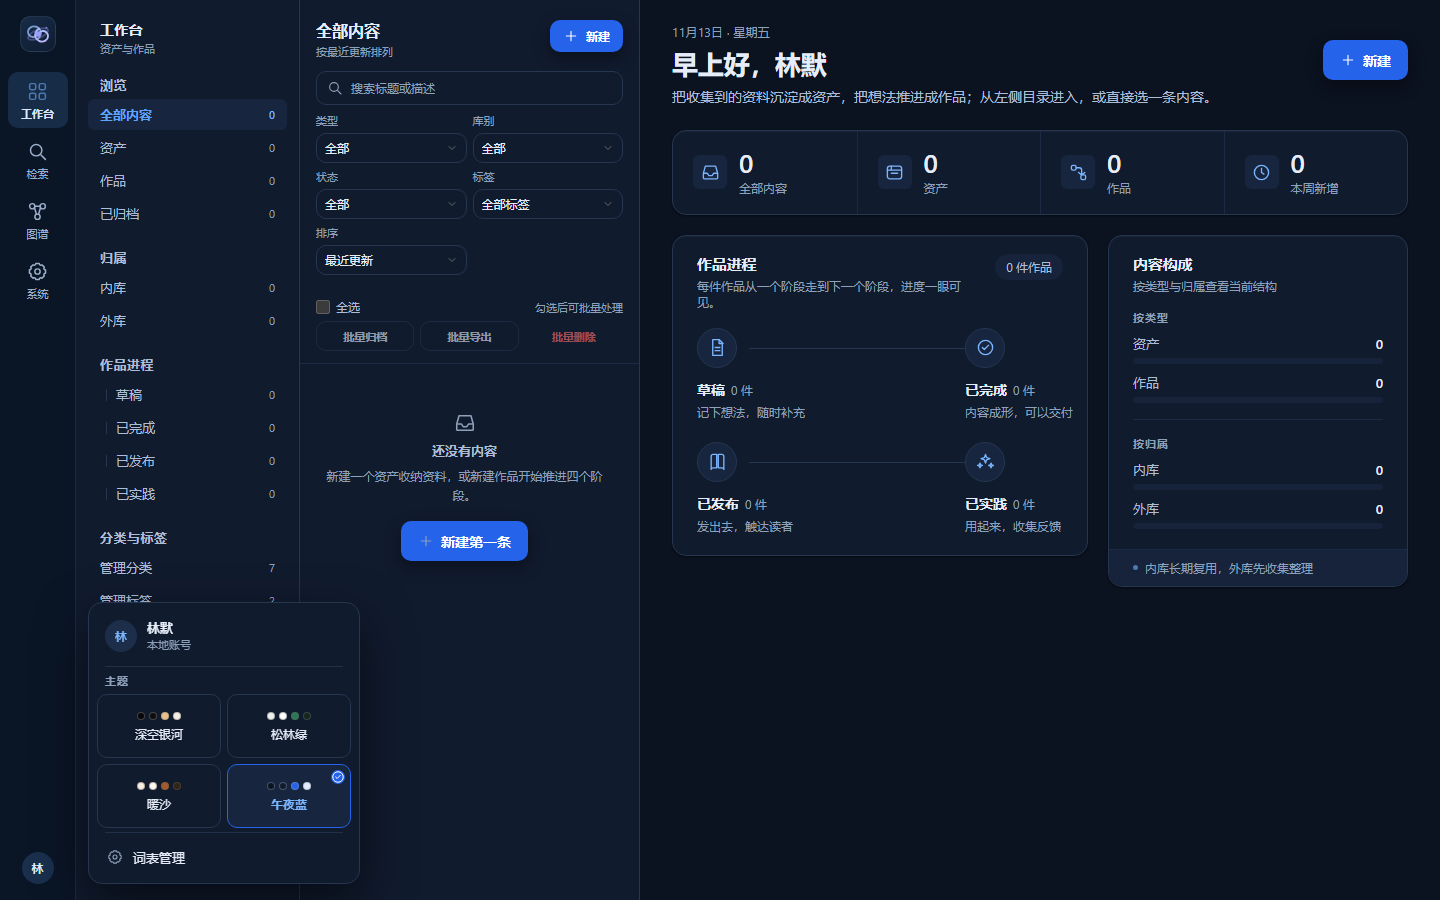 工作台
检索
图谱
系统
林
工作台
资产与作品
浏览
全部内容 0
资产 0
作品 0
已归档 0
归属
内库 0
外库 0
作品进程
草稿 0
已完成 0
已发布 0
已实践 0
分类与标签
管理分类 7
管理标签 2
林
林默
本地账号
主题
深空银河
松林绿
暖沙
午夜蓝
词表管理
全部内容
按最近更新排列
新建
搜索标题或描述
类型 库别
全部 全部
状态 标签
全部 全部标签
排序
最近更新
全选 勾选后可批量处理
批量归档 批量导出 批量删除
还没有内容
新建一个资产收纳资料，或新建作品开始推进四个阶
段。
新建第一条
11月13日 · 星期五
早上好，林默
把收集到的资料沉淀成资产，把想法推进成作品；从左侧目录进入，或直接选一条内容。
新建
0
全部内容
0
资产
0
作品
0
本周新增
作品进程
每件作品从一个阶段走到下一个阶段，进度一眼可
见。
0 件作品
草稿 0 件
记下想法，随时补充
已完成 0 件
内容成形，可以交付
已发布 0 件
发出去，触达读者
已实践 0 件
用起来，收集反馈
内容构成
按类型与归属查看当前结构
按类型
资产 0
作品 0
按归属
内库 0
外库 0
内库长期复用，外库先收集整理